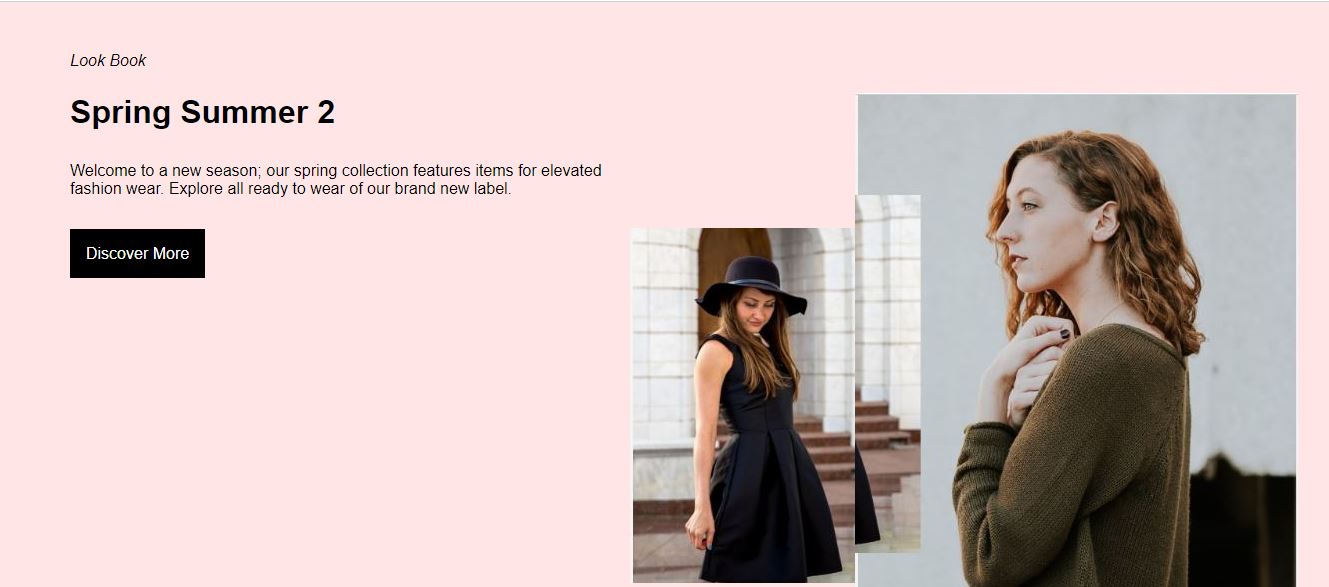 Look Book
Spring Summer 2
Welcome to a new season; our spring collection features items for elevated
fashion wear. Explore all ready to wear of our brand new label.
Discover More